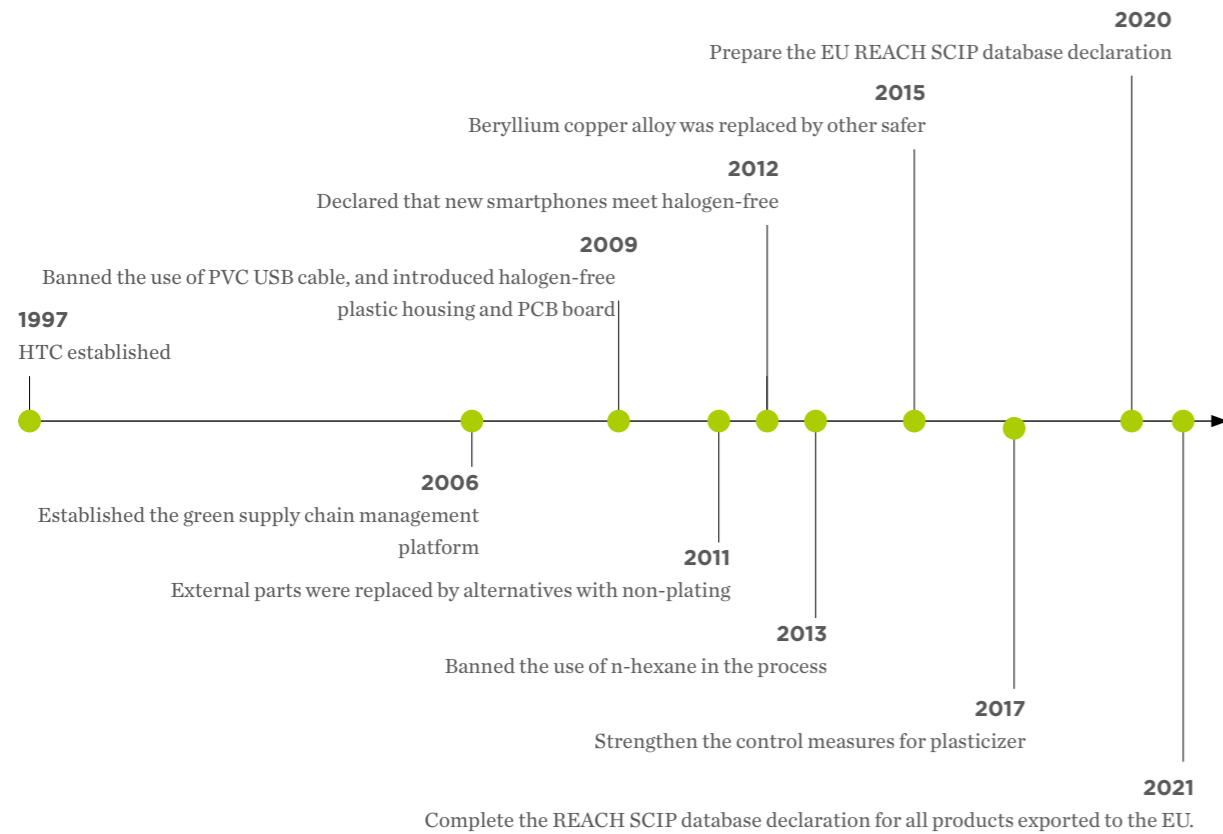 2020
Prepare the EU REACH SCIP database declaration
2015
Beryllium copper alloy was replaced by other safer
2012
Declared that new smartphones meet halogen-free
2009
Banned the use of PVC USB cable, and introduced halogen-free
plastic housing and PCB board
1997
HTC established
2006
Established the green supply chain management
platform
2011
External parts were replaced by alternatives with non-plating
2013
Banned the use of n-hexane in the process
2017
Strengthen the control measures for plasticizer
2021
Complete the REACH SCIP database declaration for all products exported to the EU.